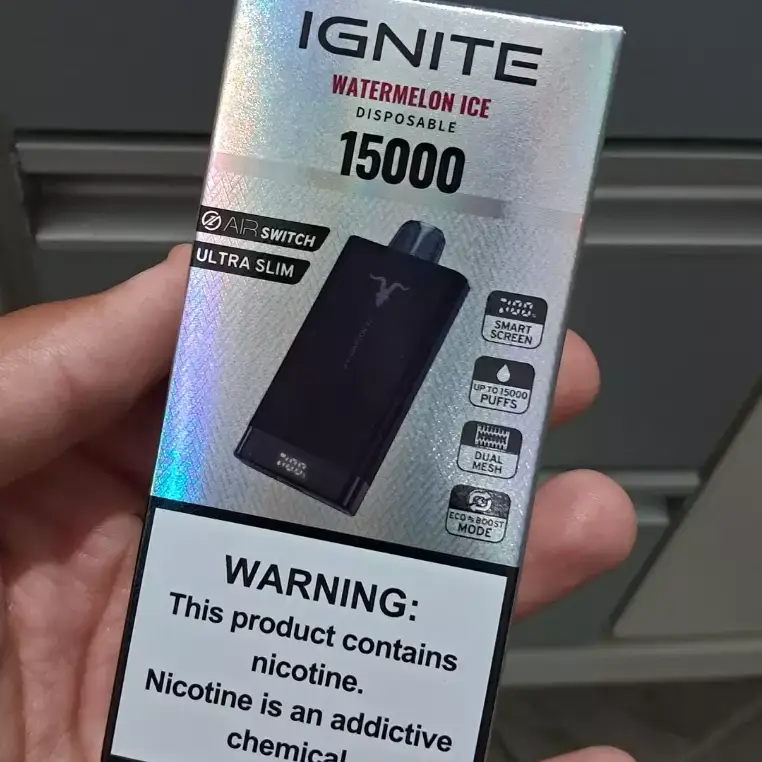 IGNITE
WATERMELON ICE
DISPOSABLE
15000
AIR SWITCH
ULTRA SLIM
SMART
SCREEN
UP TO 15000
PUFFS
DUAL
MESH
ECO % BOOST
MODE
WARNING:
This product contains
nicotine.
Nicotine is an addictive
chemical